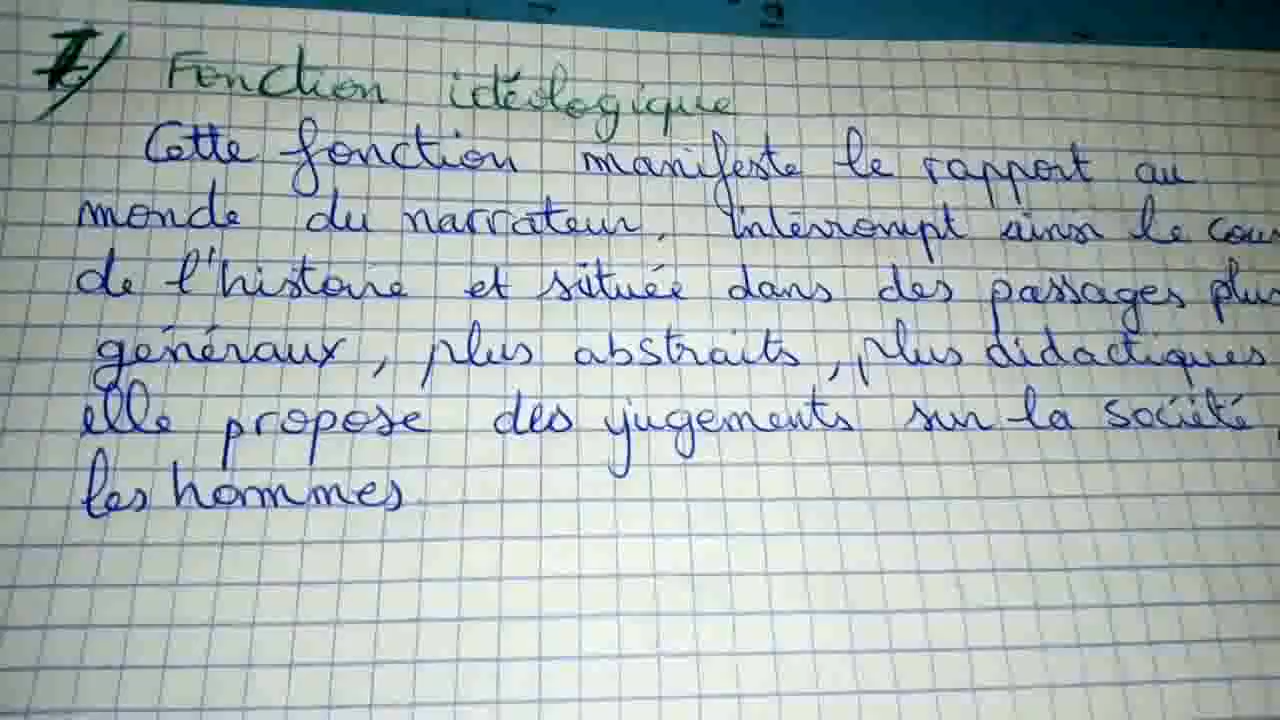 I/ Fonction idéologique
Cette fonction manifeste le rapport au
monde du narrateur. Interrompt ainsi le cou
de l'histoire et située dans des passages plus
généraux, plus abstraits, plus didactiques
elle propose des jugements sur la société,
les hommes